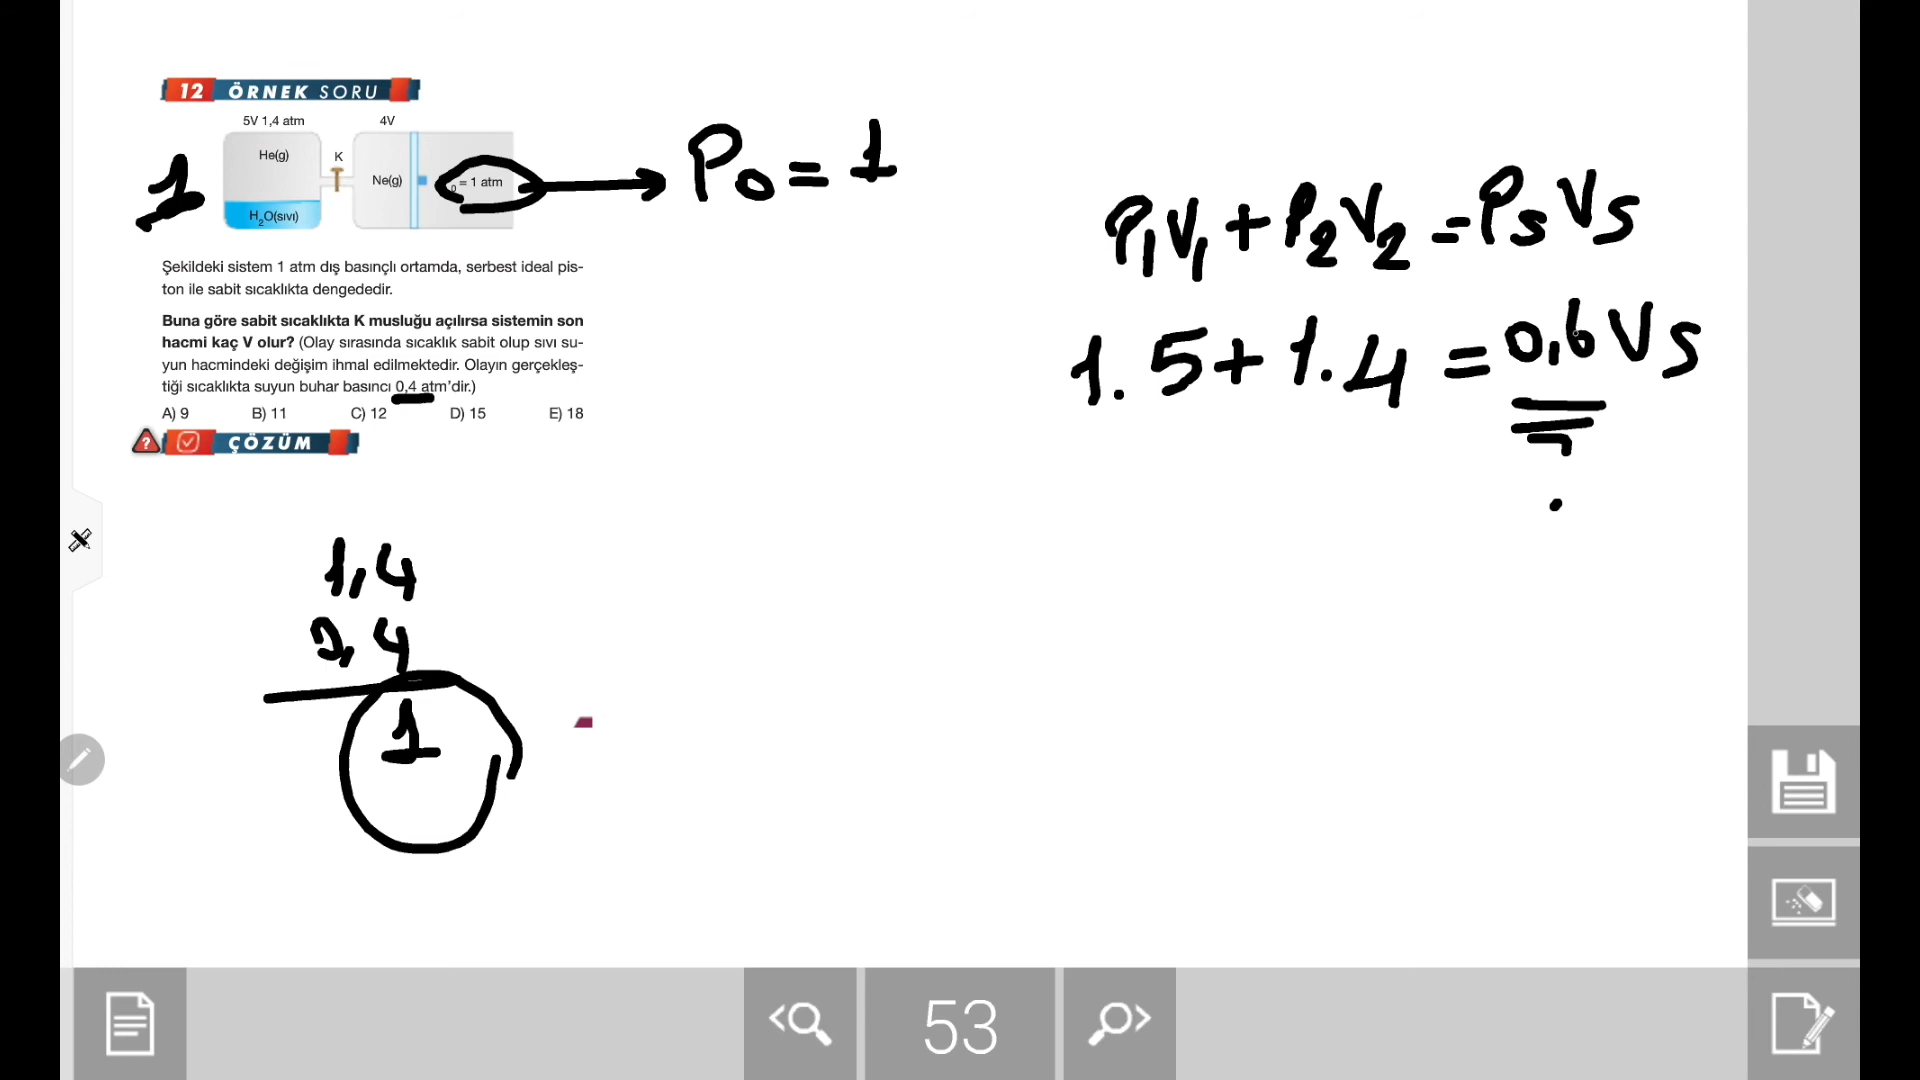 12 ÖRNEK SORU
5V 1,4 atm
4V
He(g)
K
Ne(g)
0 = 1 atm
H2O(sıvı)
1
P0 = 1
P1V1 + P2V2 = PSVS
1.5 + 1.4 = 0,6 VS
?
Şekildeki sistem 1 atm dış basınçlı ortamda, serbest ideal pis-
ton ile sabit sıcaklıkta dengededir.
Buna göre sabit sıcaklıkta K musluğu açılırsa sistemin son
hacmi kaç V olur? (Olay sırasında sıcaklık sabit olup sıvı su-
yun hacmindeki değişim ihmal edilmektedir. Olayın gerçekleş-
tiği sıcaklıkta suyun buhar basıncı 0,4 atm'dir.)
A) 9 B) 11 C) 12 D) 15 E) 18
? ÇÖZÜM
1,4
0,4
1
53